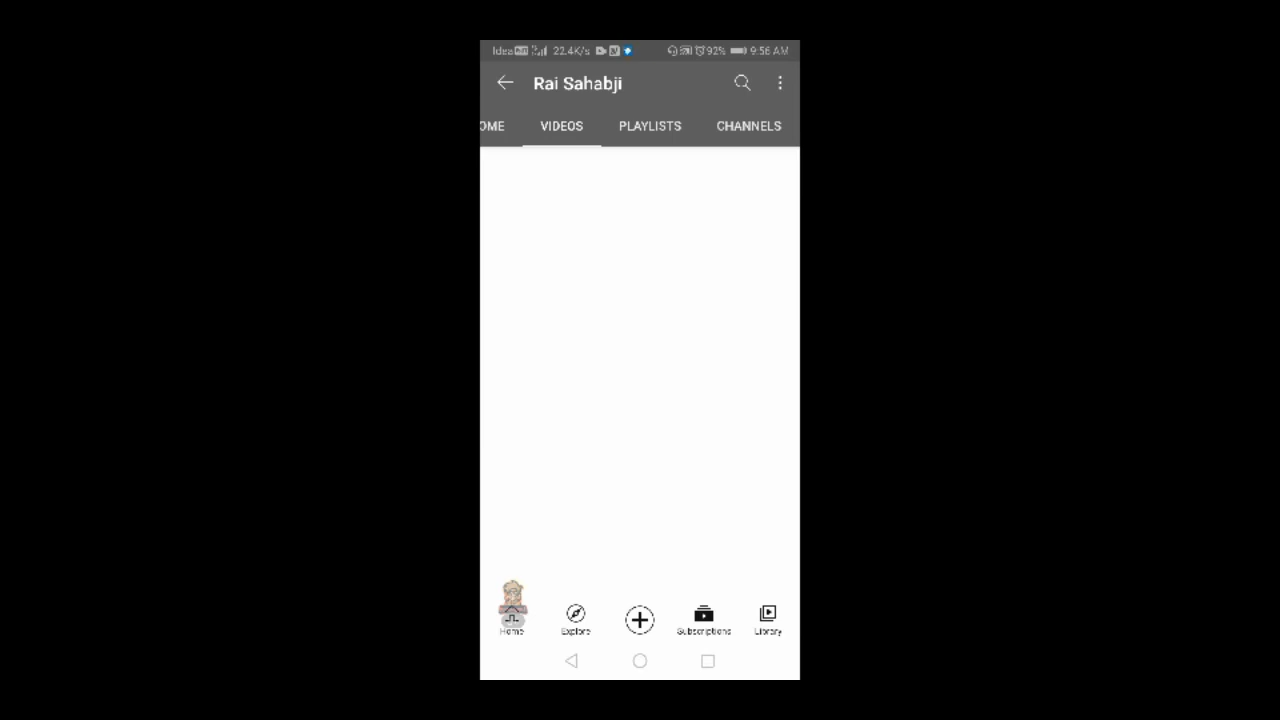 Idea 22.4K/s 92% 9:56 AM
Rai Sahabji
OME VIDEOS PLAYLISTS CHANNELS
Home Explore Subscriptions Library